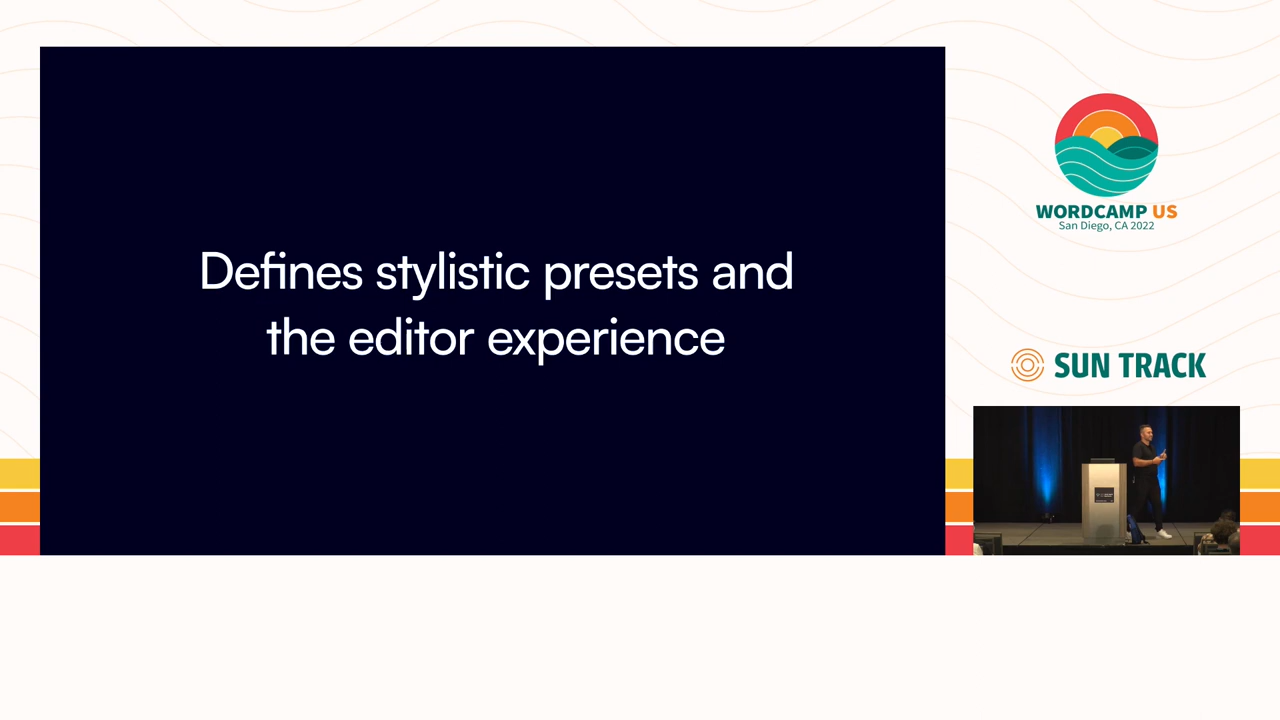 Defines stylistic presets and
the editor experience
WORDCAMP US
San Diego, CA 2022
SUN TRACK